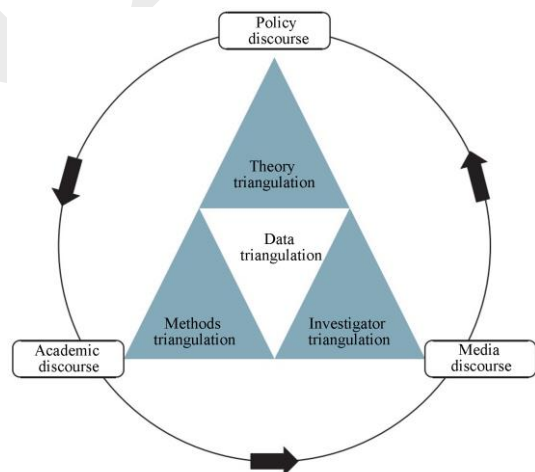 Policy
discourse
Theory
triangulation
Data
triangulation
Methods
triangulation
Investigator
triangulation
Academic
discourse
Media
discourse